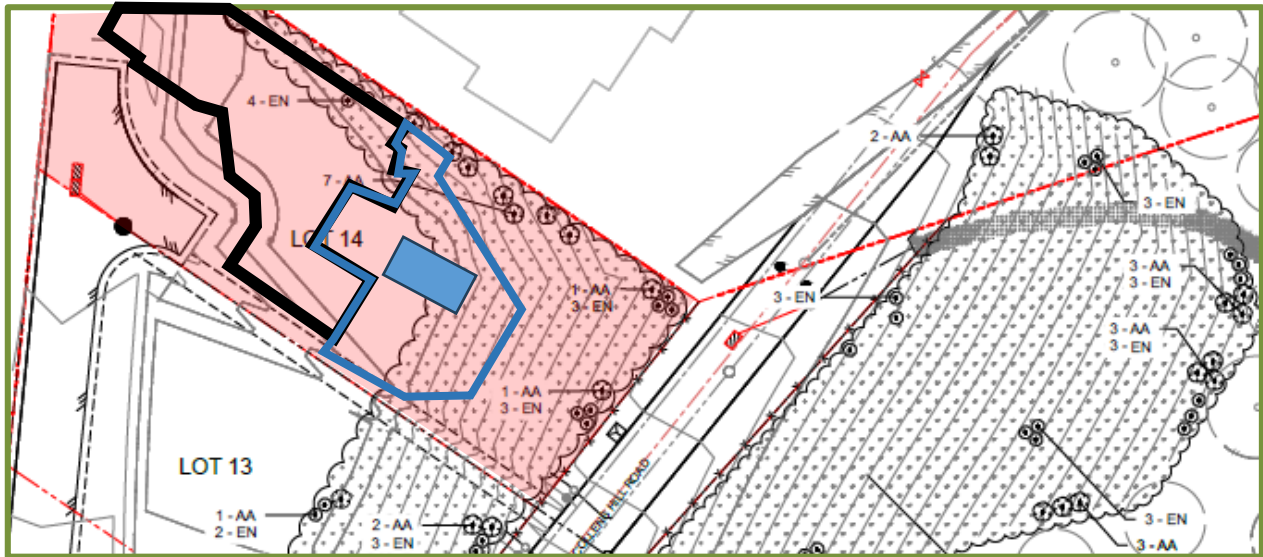 4 - EN
2 - AA
7 - AA
3 - EN
LOT 14
3 - AA
3 - EN
1 - AA
3 - EN
3 - EN
3 - AA
3 - EN
1 - AA
3 - EN
LOT 13
1 - AA
2 - EN
2 - AA
3 - EN
HILL ROAD
3 - EN
3 - AA